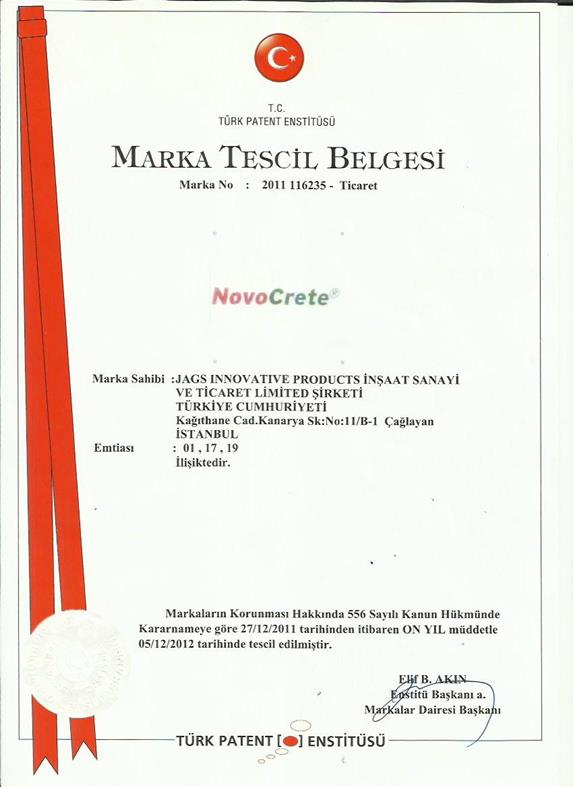 T.C.
TÜRK PATENT ENSTİTÜSÜ
MARKA TESCİL BELGESİ
Marka No : 2011 116235 - Ticaret
NovoCrete®
Marka Sahibi :JAGS INNOVATIVE PRODUCTS İNŞAAT SANAYİ
VE TİCARET LİMİTED ŞİRKETİ
TÜRKİYE CUMHURİYETİ
Kağıthane Cad.Kanarya Sk:No:11/B-1 Çağlayan
İSTANBUL
Emtiası : 01 , 17 , 19
İlişiktedir.
Markaların Korunması Hakkında 556 Sayılı Kanun Hükmünde
Kararnameye göre 27/12/2011 tarihinden itibaren ON YIL müddetle
05/12/2012 tarihinde tescil edilmiştir.
Elif B. AKIN
Enstitü Başkanı a.
Markalar Dairesi Başkanı
TÜRK PATENT [ ] ENSTİTÜSÜ